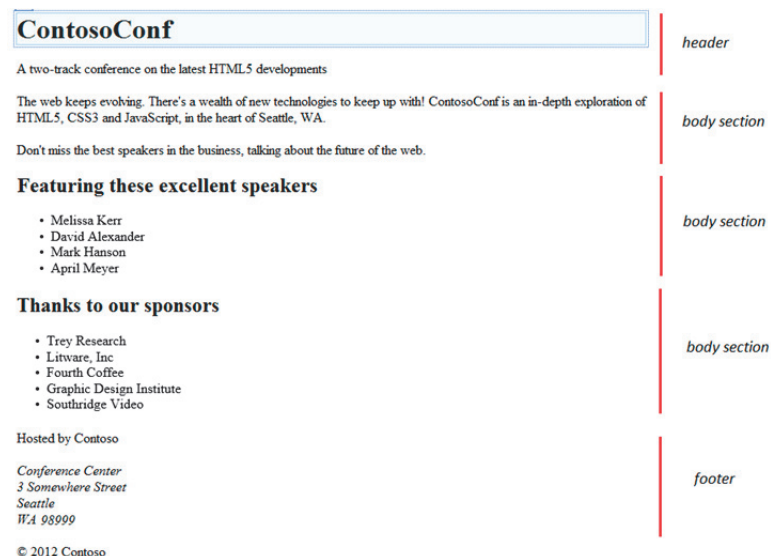 ContosoConf
header
A two-track conference on the latest HTML5 developments
The web keeps evolving. There's a wealth of new technologies to keep up with! ContosoConf is an in-depth exploration of
HTML5, CSS3 and JavaScript, in the heart of Seattle, WA.
body section
Don't miss the best speakers in the business, talking about the future of the web.
Featuring these excellent speakers
• Melissa Kerr
• David Alexander
• Mark Hanson
• April Meyer
body section
Thanks to our sponsors
• Trey Research
• Litware, Inc
• Fourth Coffee
• Graphic Design Institute
• Southridge Video
body section
Hosted by Contoso
Conference Center
3 Somewhere Street
Seattle
WA 98999
footer
© 2012 Contoso